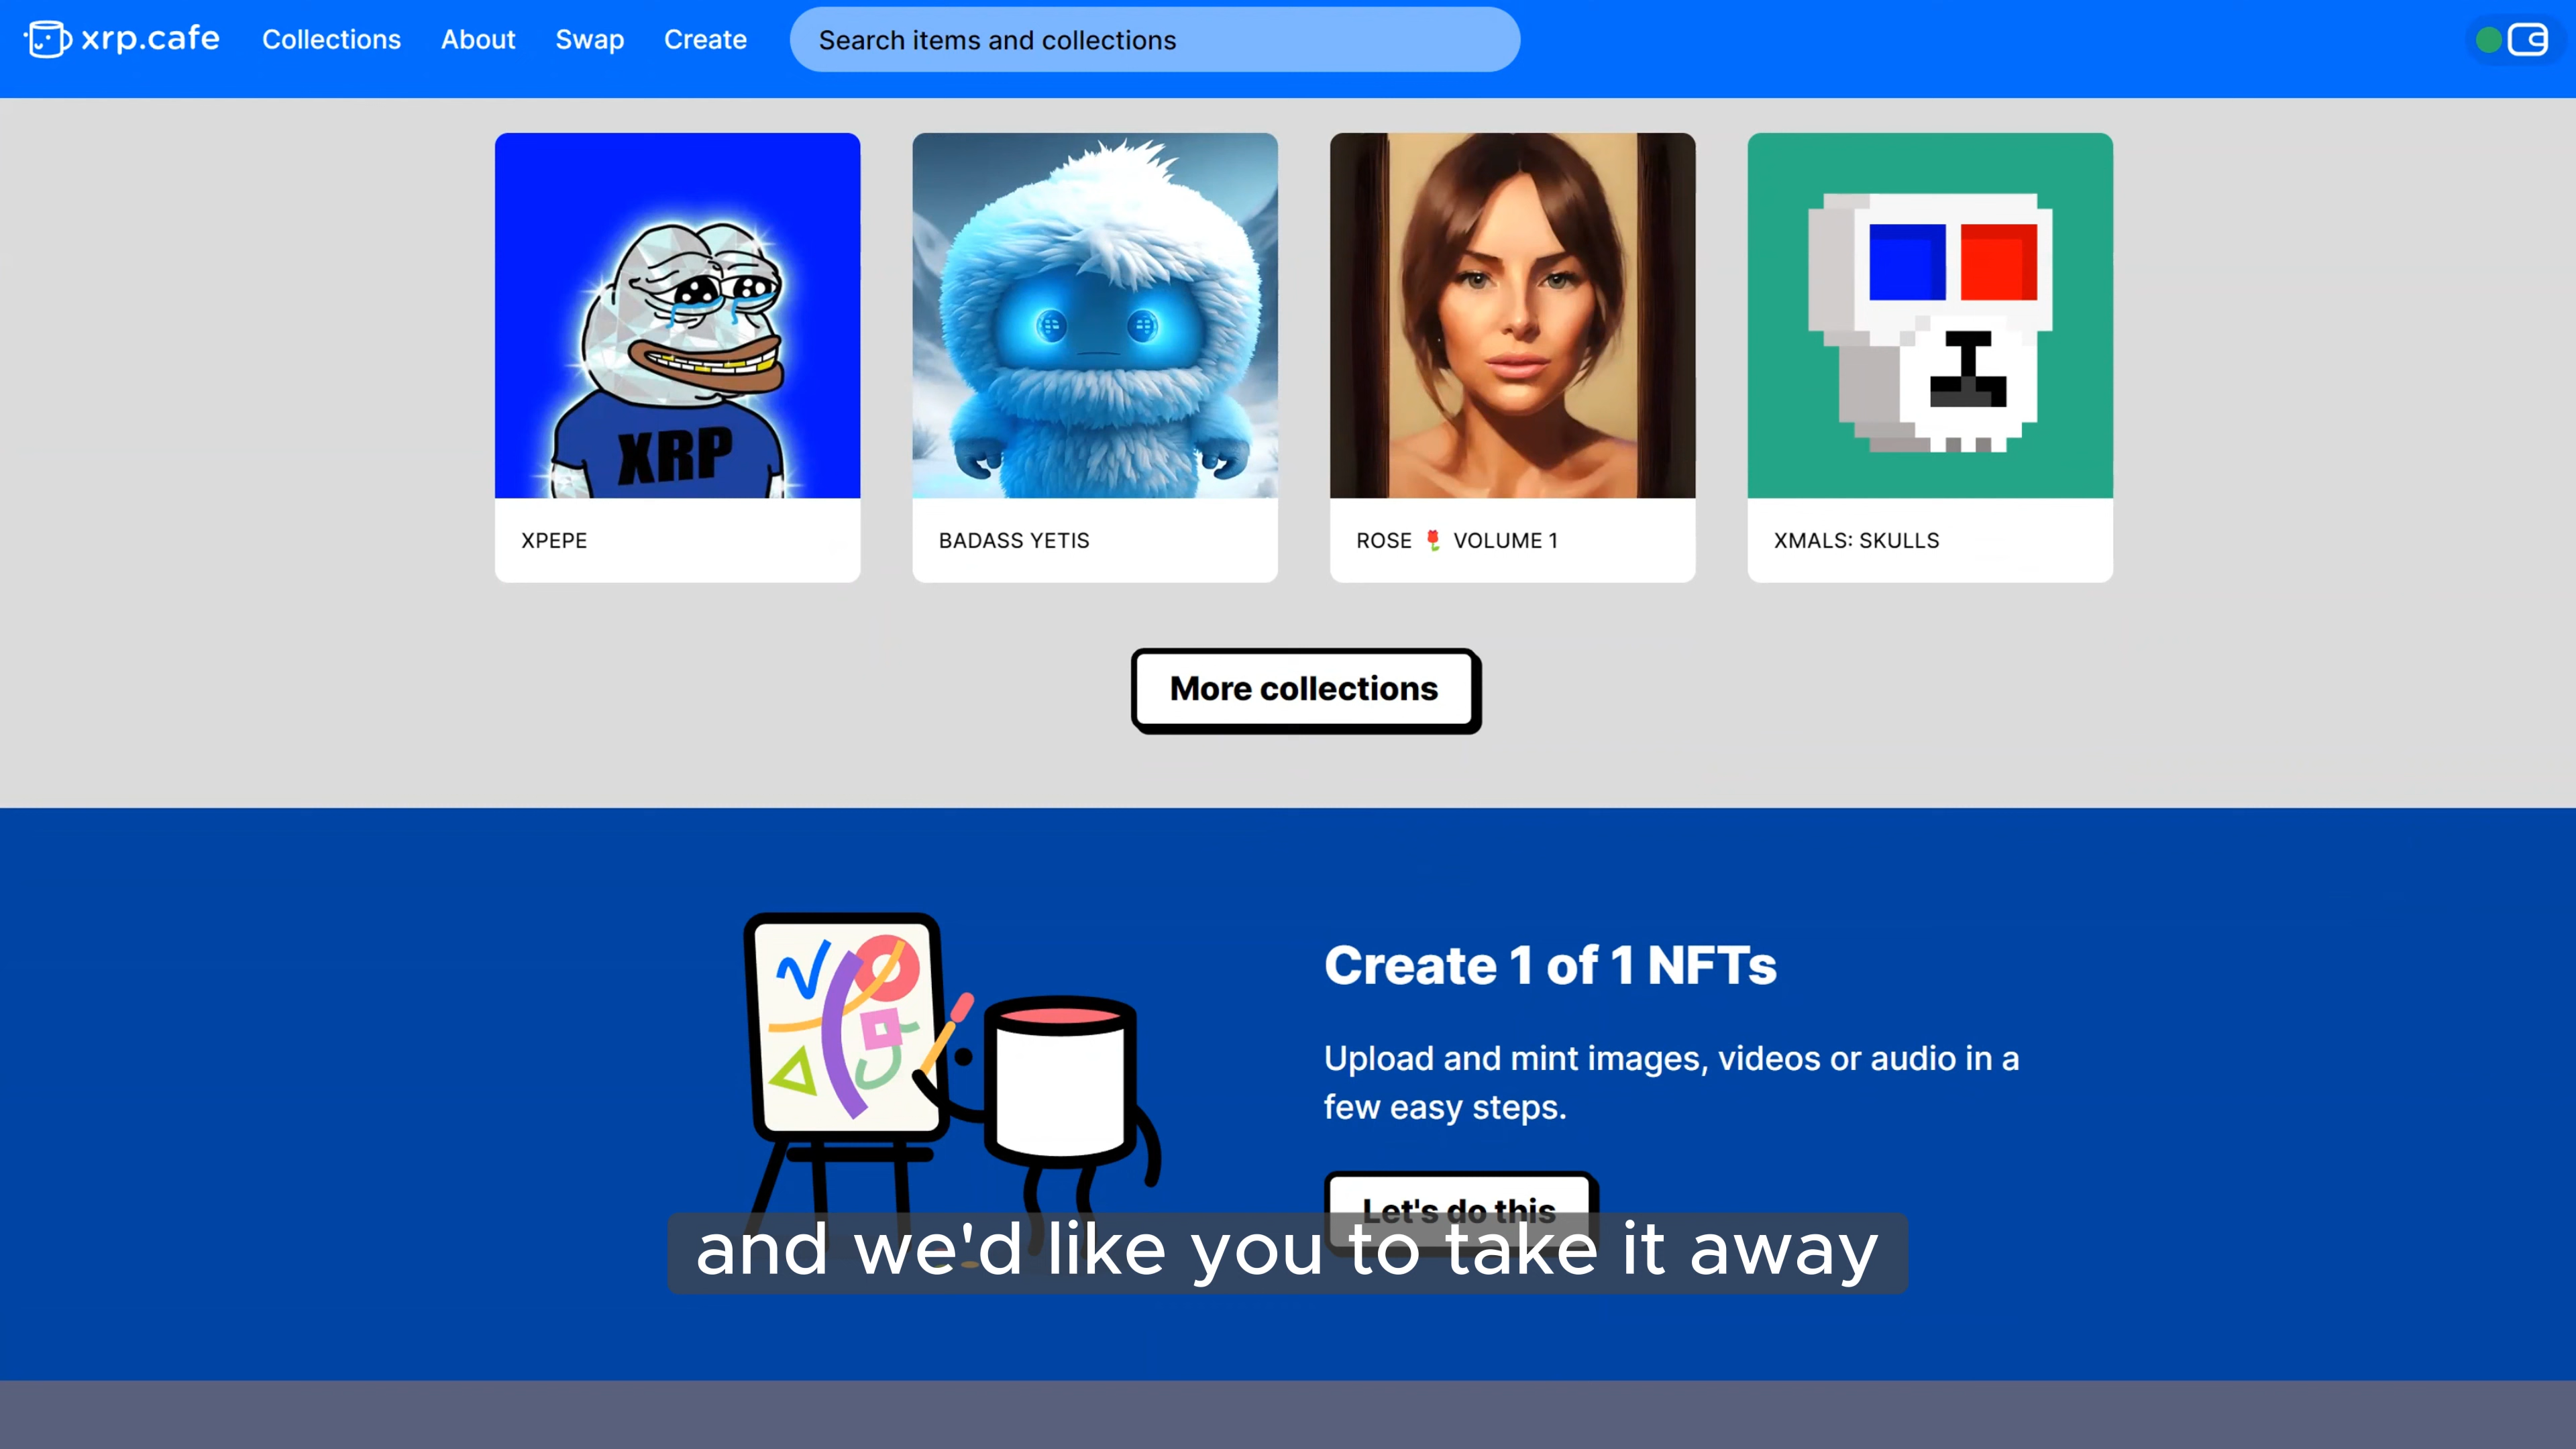 xrp.cafe
Collections
About
Swap
Create
Search items and collections
XRP
XPEPE
BADASS YETIS
ROSE 🌹 VOLUME 1
XMALS: SKULLS
More collections
Create 1 of 1 NFTs
Upload and mint images, videos or audio in a
few easy steps.
Let's do this
and we'd like you to take it away